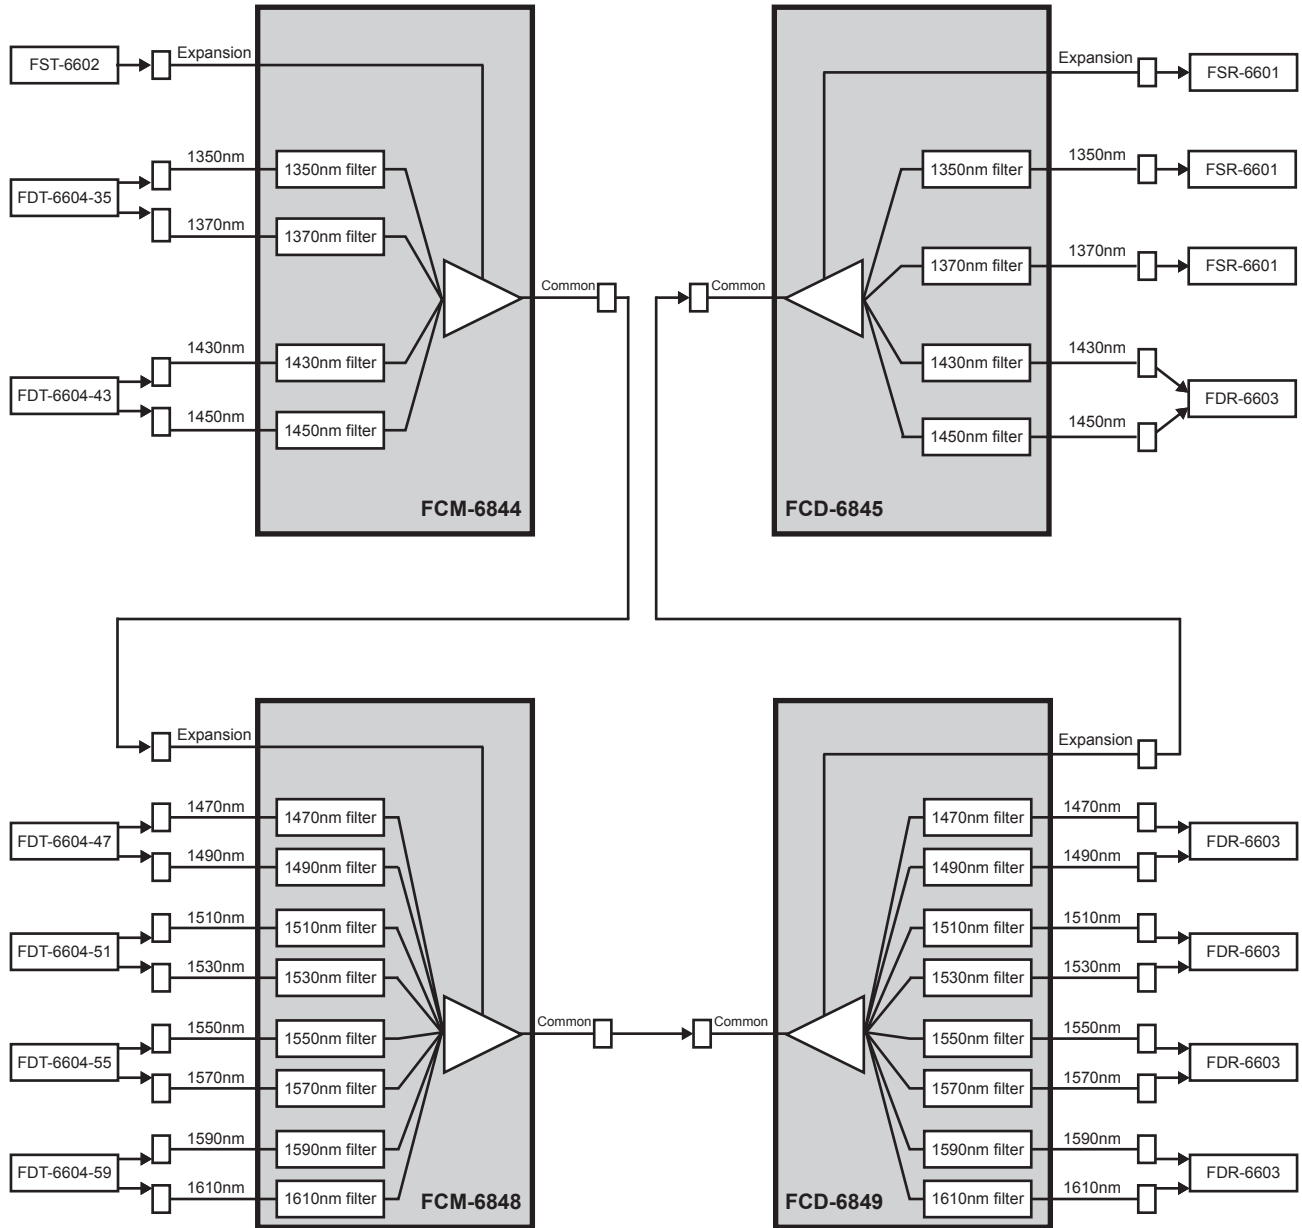 FST-6602
Expansion
FDT-6604-35
1350nm
1350nm filter
1370nm
1370nm filter
Common
FDT-6604-43
1430nm
1430nm filter
1450nm
1450nm filter
FCM-6844
Expansion
FSR-6601
1350nm filter
1350nm
FSR-6601
1370nm filter
1370nm
FSR-6601
Common
1430nm filter
1430nm
1450nm filter
1450nm
FDR-6603
FCD-6845
Expansion
FDT-6604-47
1470nm
1470nm filter
1490nm
1490nm filter
FDT-6604-51
1510nm
1510nm filter
1530nm
1530nm filter
Common
FDT-6604-55
1550nm
1550nm filter
1570nm
1570nm filter
FDT-6604-59
1590nm
1590nm filter
1610nm
1610nm filter
FCM-6848
Expansion
1470nm filter
1470nm
1490nm filter
1490nm
FDR-6603
1510nm filter
1510nm
1530nm filter
1530nm
FDR-6603
Common
1550nm filter
1550nm
1570nm filter
1570nm
FDR-6603
1590nm filter
1590nm
1610nm filter
1610nm
FDR-6603
FCD-6849